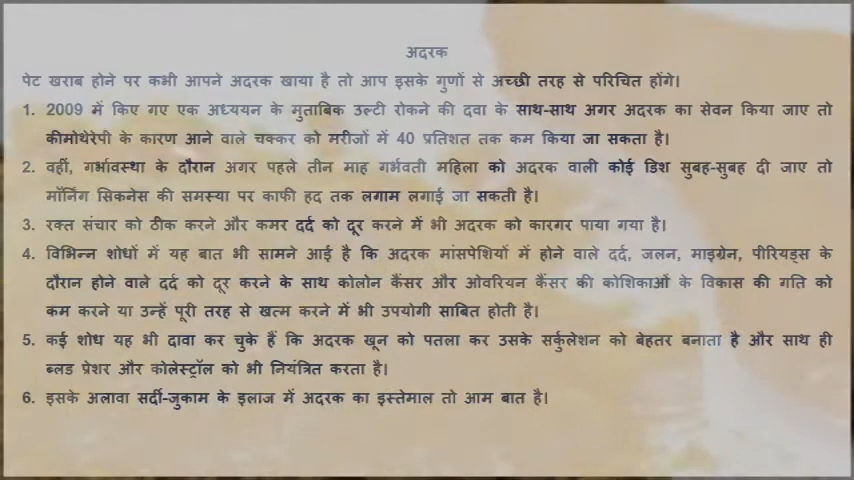 अदरक
पेट खराब होने पर कभी आपने अदरक खाया है तो आप इसके गुणों से अच्छी तरह से परिचित होंगे।
1. 2009 में किए गए एक अध्ययन के मुताबिक उल्टी रोकने की दवा के साथ-साथ अगर अदरक का सेवन किया जाए तो
कीमोथेरेपी के कारण आने वाले चक्कर को मरीजों में 40 प्रतिशत तक कम किया जा सकता है।
2. वहीं, गर्भावस्था के दौरान अगर पहले तीन माह गर्भवती महिला को अदरक वाली कोई डिश सुबह-सुबह दी जाए तो
मॉर्निंग सिकनेस की समस्या पर काफी हद तक लगाम लगाई जा सकती है।
3. रक्त संचार को ठीक करने और कमर दर्द को दूर करने में भी अदरक को कारगर पाया गया है।
4. विभिन्न शोधों में यह बात भी सामने आई है कि अदरक मांसपेशियों में होने वाले दर्द, जलन, माइग्रेन, पीरियड्स के
दौरान होने वाले दर्द को दूर करने के साथ कोलोन कैंसर और ओवरियन कैंसर की कोशिकाओं के विकास की गति को
कम करने या उन्हें पूरी तरह से खत्म करने में भी उपयोगी साबित होती है।
5. कई शोध यह भी दावा कर चुके हैं कि अदरक खून को पतला कर उसके सर्कुलेशन को बेहतर बनाता है और साथ ही
ब्लड प्रेशर और कोलेस्ट्रॉल को भी नियंत्रित करता है।
6. इसके अलावा सर्दी-जुकाम के इलाज में अदरक का इस्तेमाल तो आम बात है।